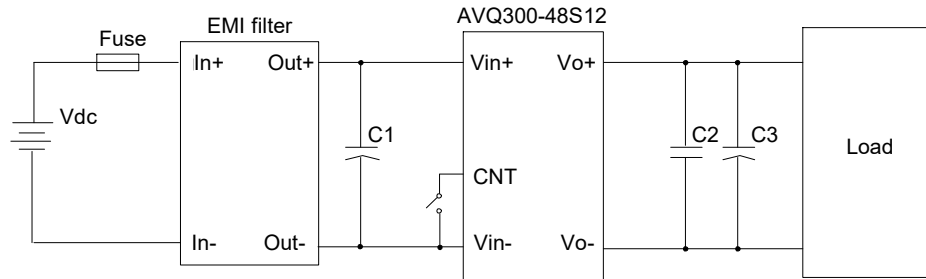 AVQ300-48S12
EMI filter
Fuse
In+ Out+ Vin+ Vo+
Vdc
C1 C2 C3 Load
CNT
In- Out- Vin- Vo-